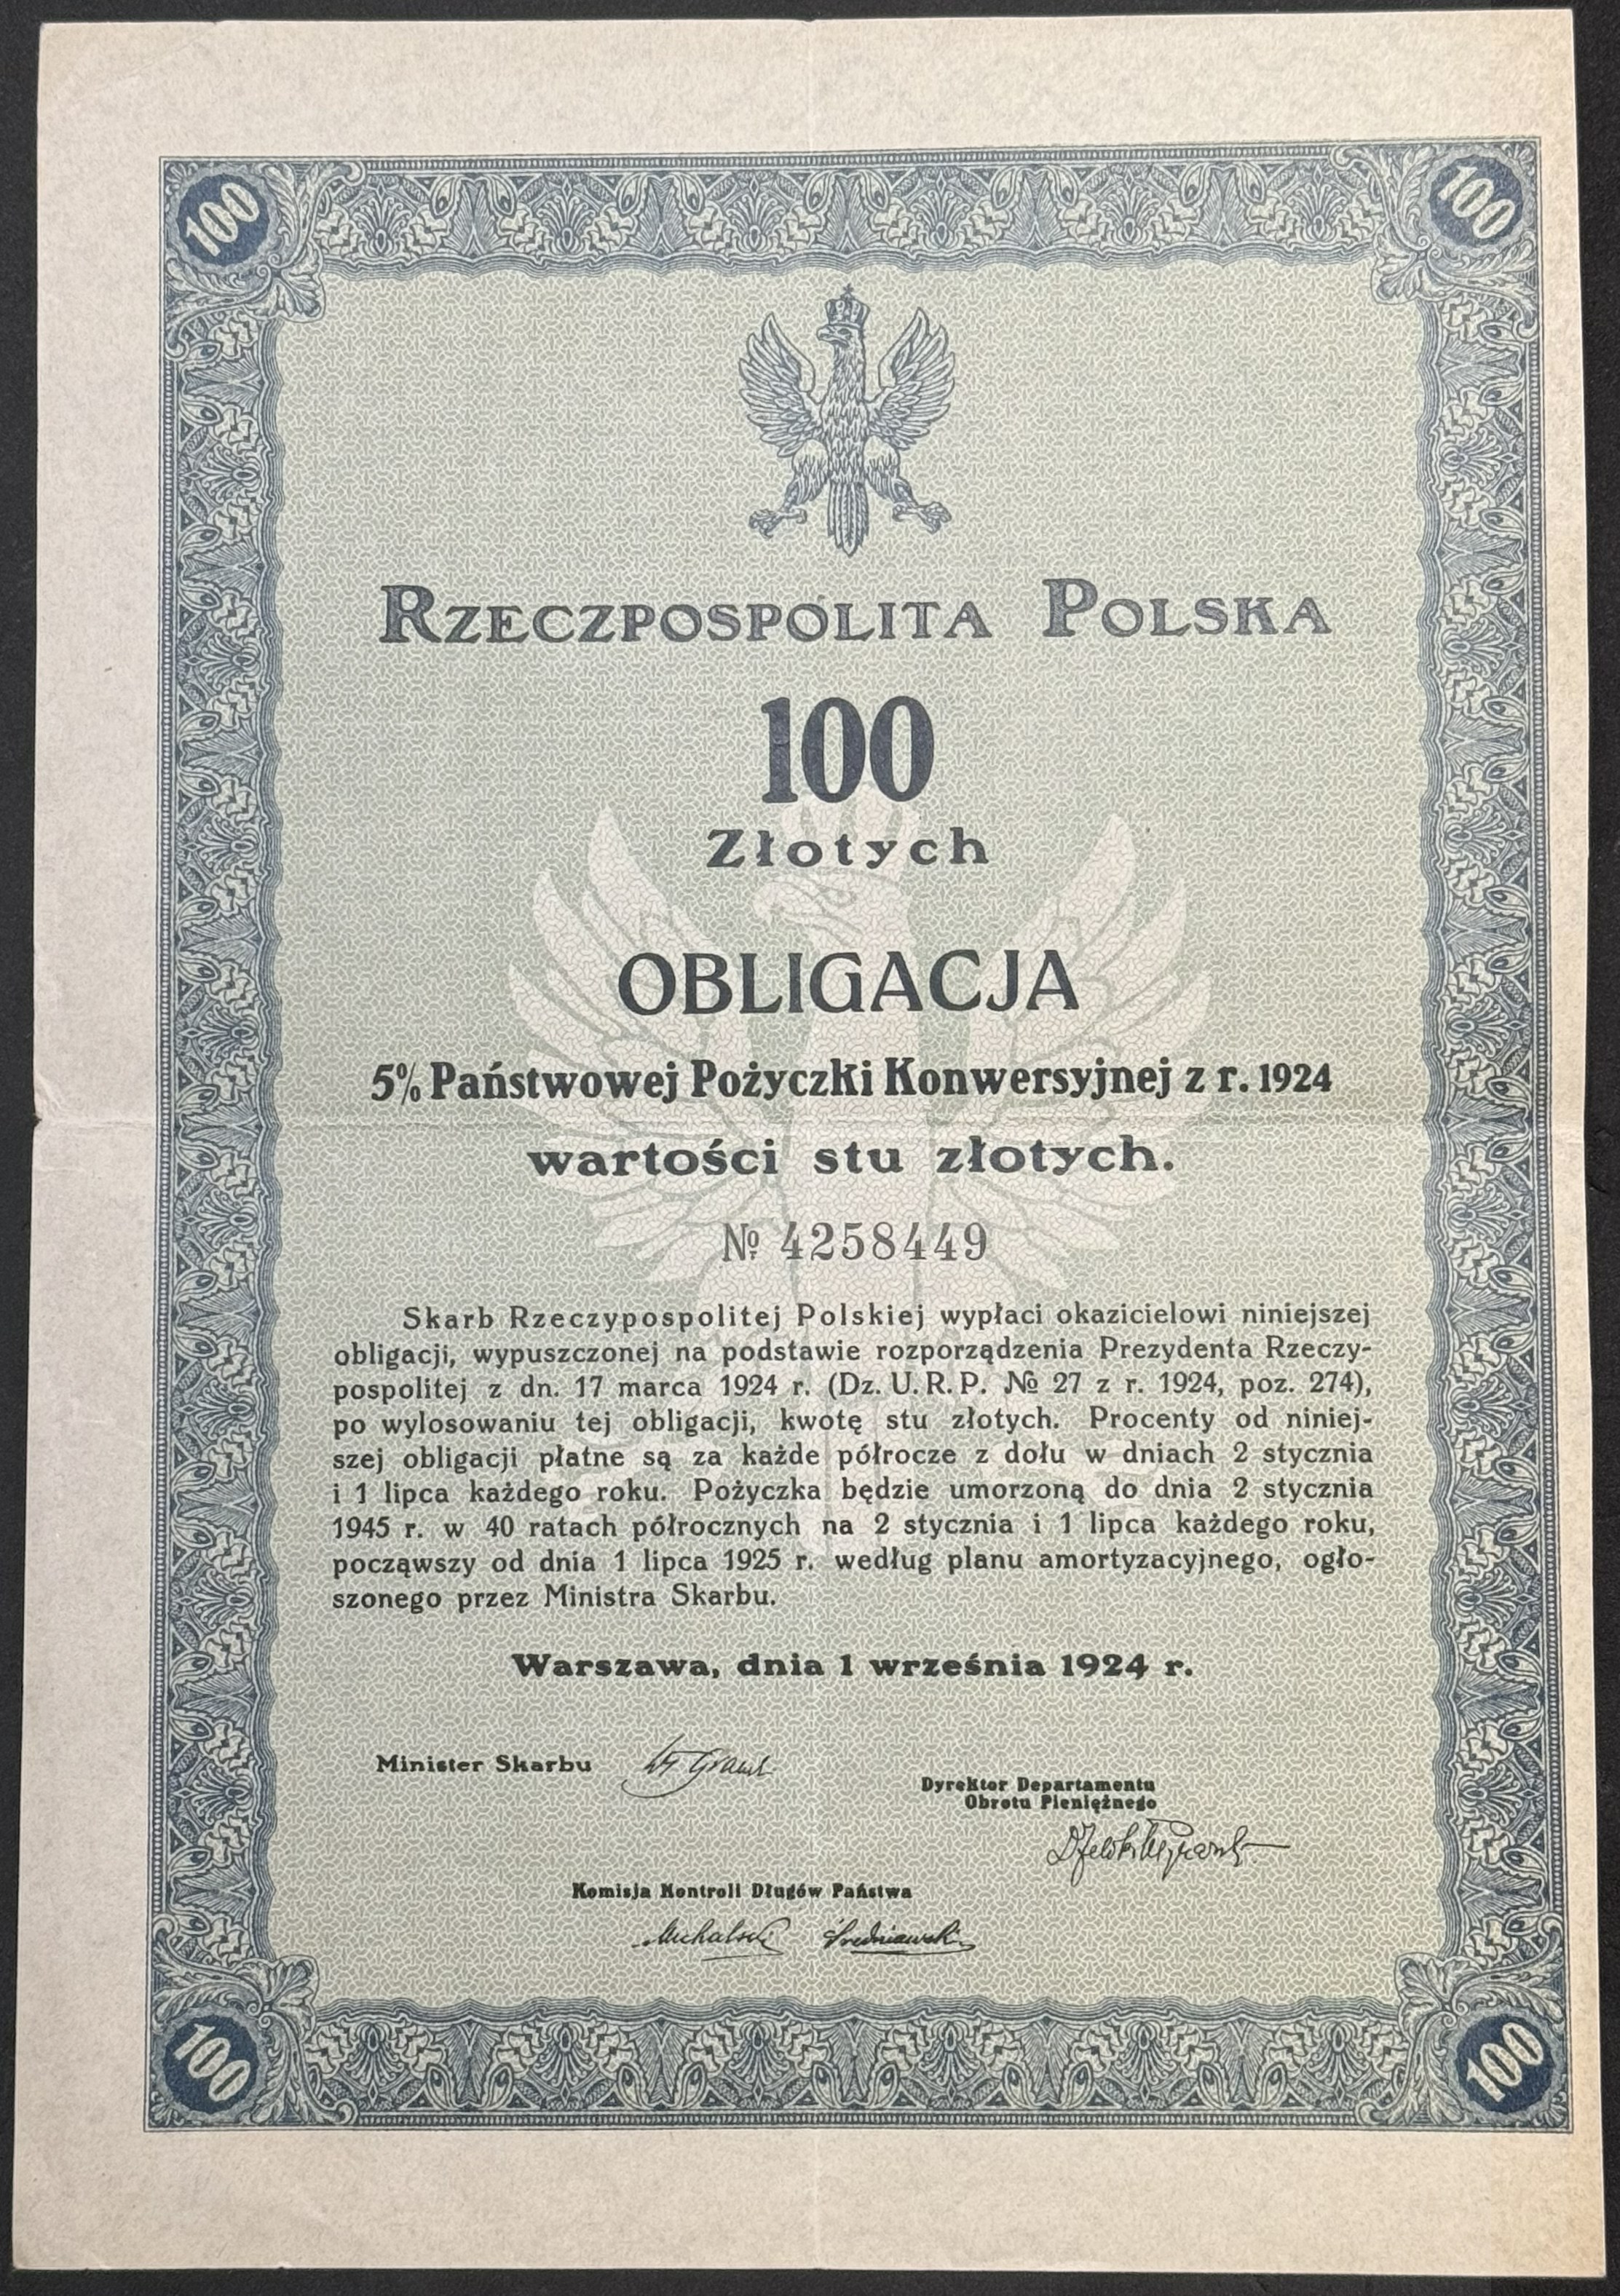 100 100
RZECZPOSPOLITA POLSKA
100
Złotych
OBLIGACJA
5% Państwowej Pożyczki Konwersyjnej z r. 1924
wartości stu złotych.
№ 4258449
Skarb Rzeczypospolitej Polskiej wypłaci okazicielowi niniejszej
obligacji, wypuszczonej na podstawie rozporządzenia Prezydenta Rzeczy-
pospolitej z dn. 17 marca 1924 r. (Dz. U. R. P. № 27 z r. 1924, poz. 274),
po wylosowaniu tej obligacji, kwotę stu złotych. Procenty od niniej-
szej obligacji płatne są za każde półrocze z dołu w dniach 2 stycznia
i 1 lipca każdego roku. Pożyczka będzie umorzoną do dnia 2 stycznia
1945 r. w 40 ratach półrocznych na 2 stycznia i 1 lipca każdego roku,
począwszy od dnia 1 lipca 1925 r. według planu amortyzacyjnego, ogło-
szonego przez Ministra Skarbu.
Warszawa, dnia 1 września 1924 r.
Minister Skarbu
Dyrektor Departamentu
Obrotu Pieniężnego
Komisja Kontroli Długów Państwa
Michalski Średniawski
100 100